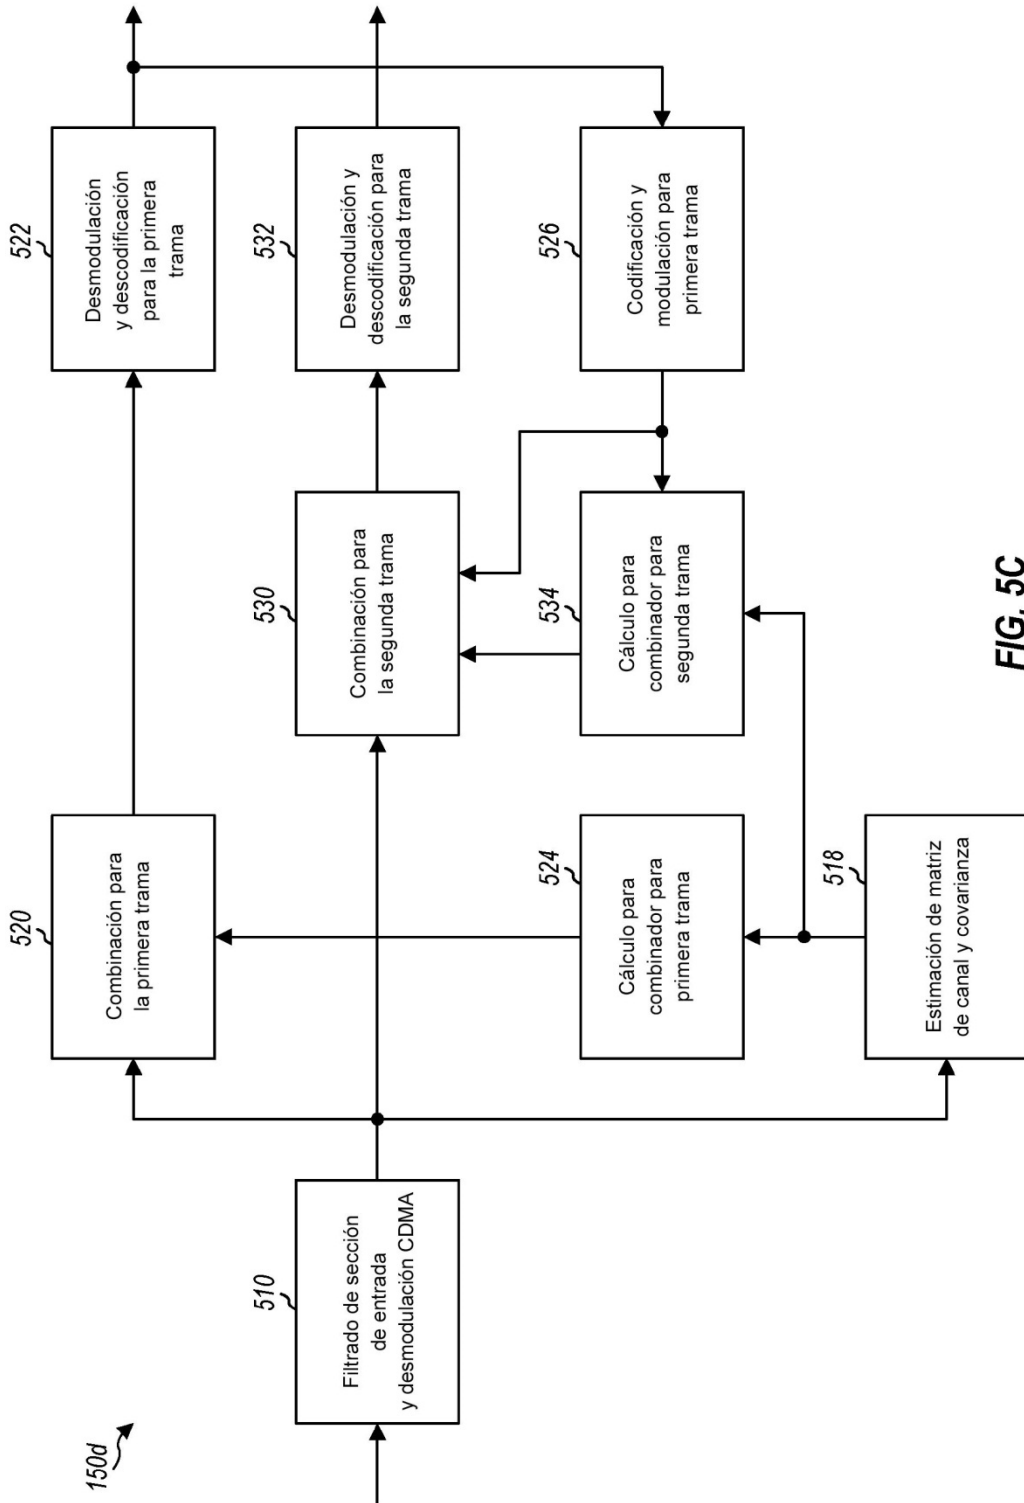 150d
510
Filtrado de sección
de entrada
y desmodulación CDMA
520
Combinación para
la primera trama
522
Desmodulación
y descodificación
para la primera
trama
530
Combinación para
la segunda trama
532
Desmodulación y
descodificación para
la segunda trama
524
Cálculo para
combinador para
primera trama
534
Cálculo para
combinador para
segunda trama
526
Codificación y
modulación para
primera trama
518
Estimación de matriz
de canal y covarianza
FIG. 5C